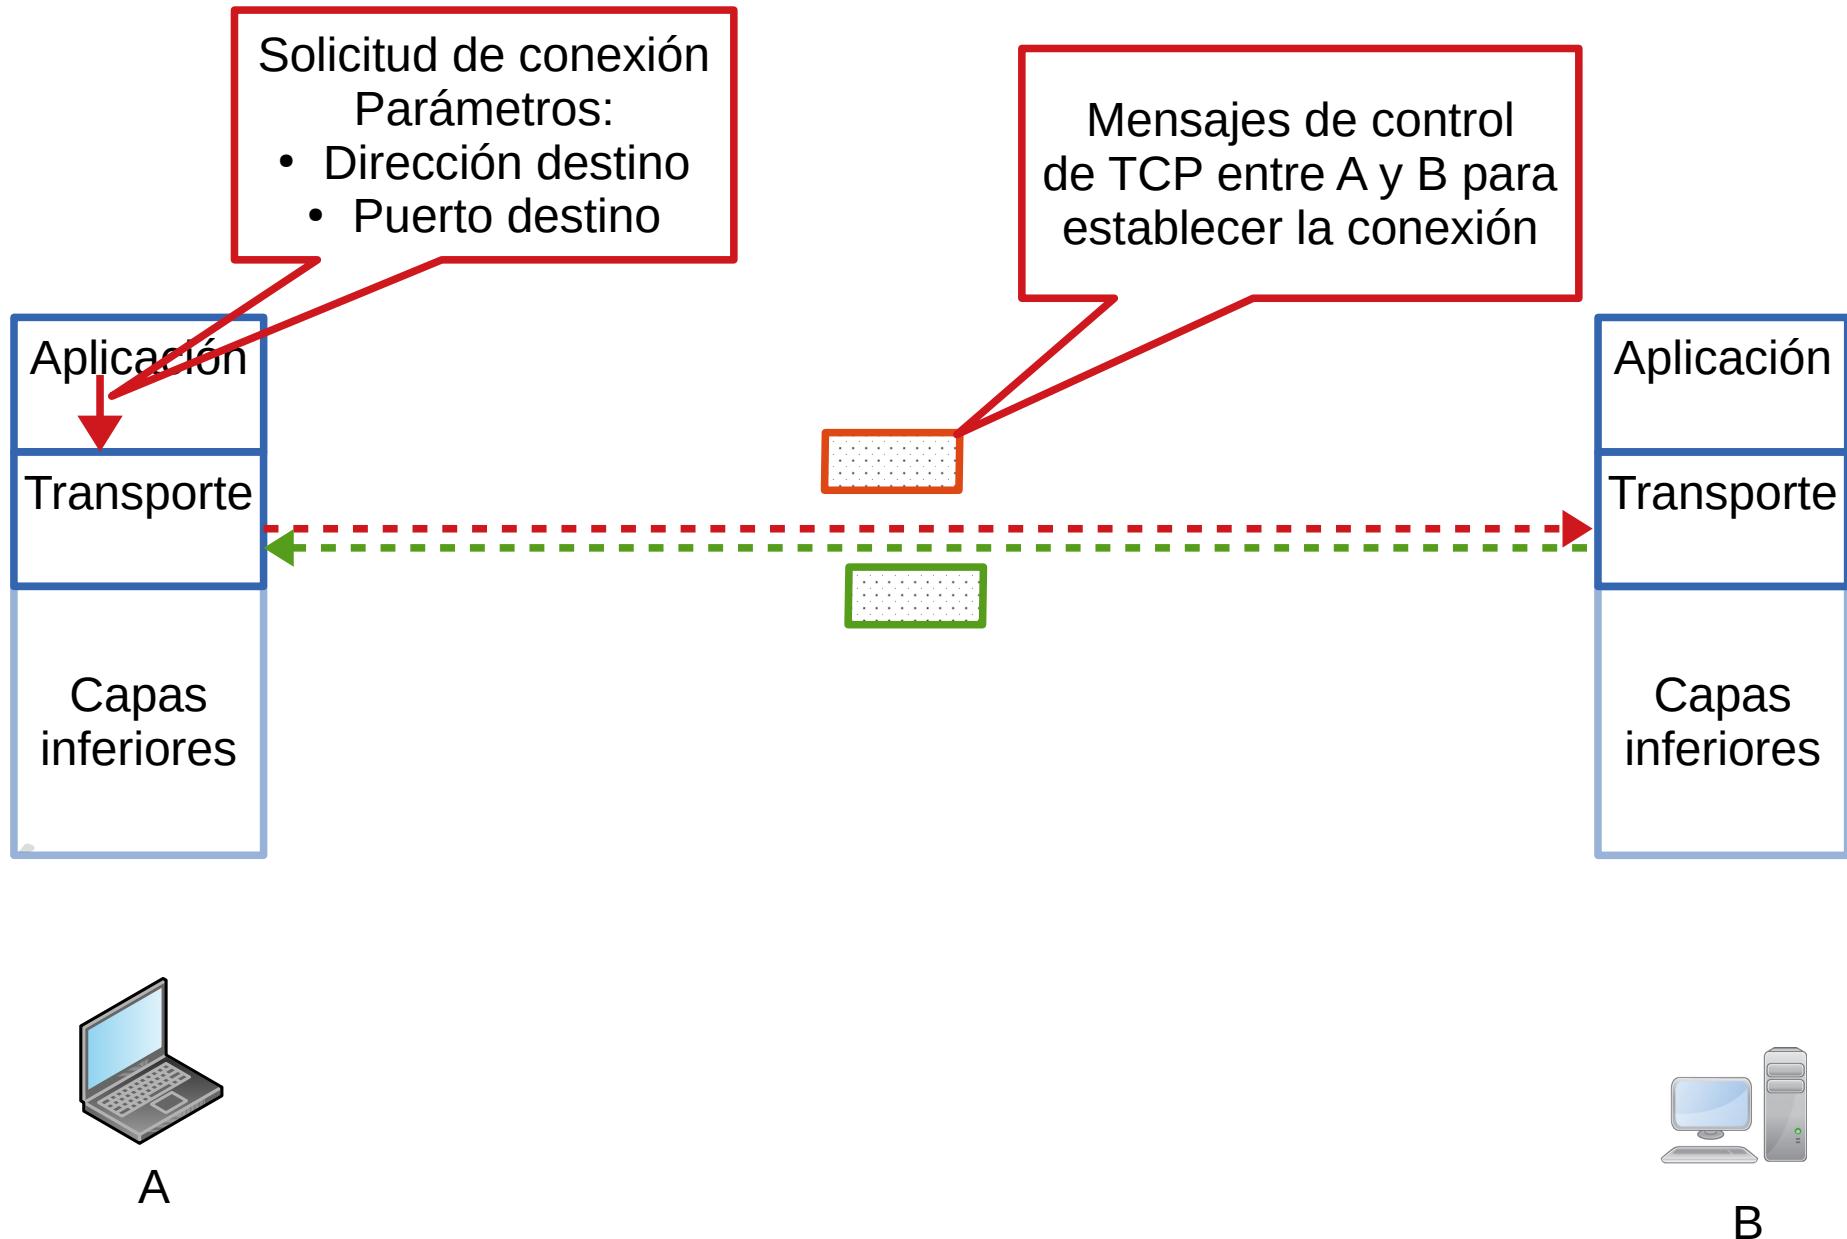 Solicitud de conexión
Parámetros:
• Dirección destino
• Puerto destino
Mensajes de control
de TCP entre A y B para
establecer la conexión
Aplicación
Transporte
Capas
inferiores
Aplicación
Transporte
Capas
inferiores
A
B